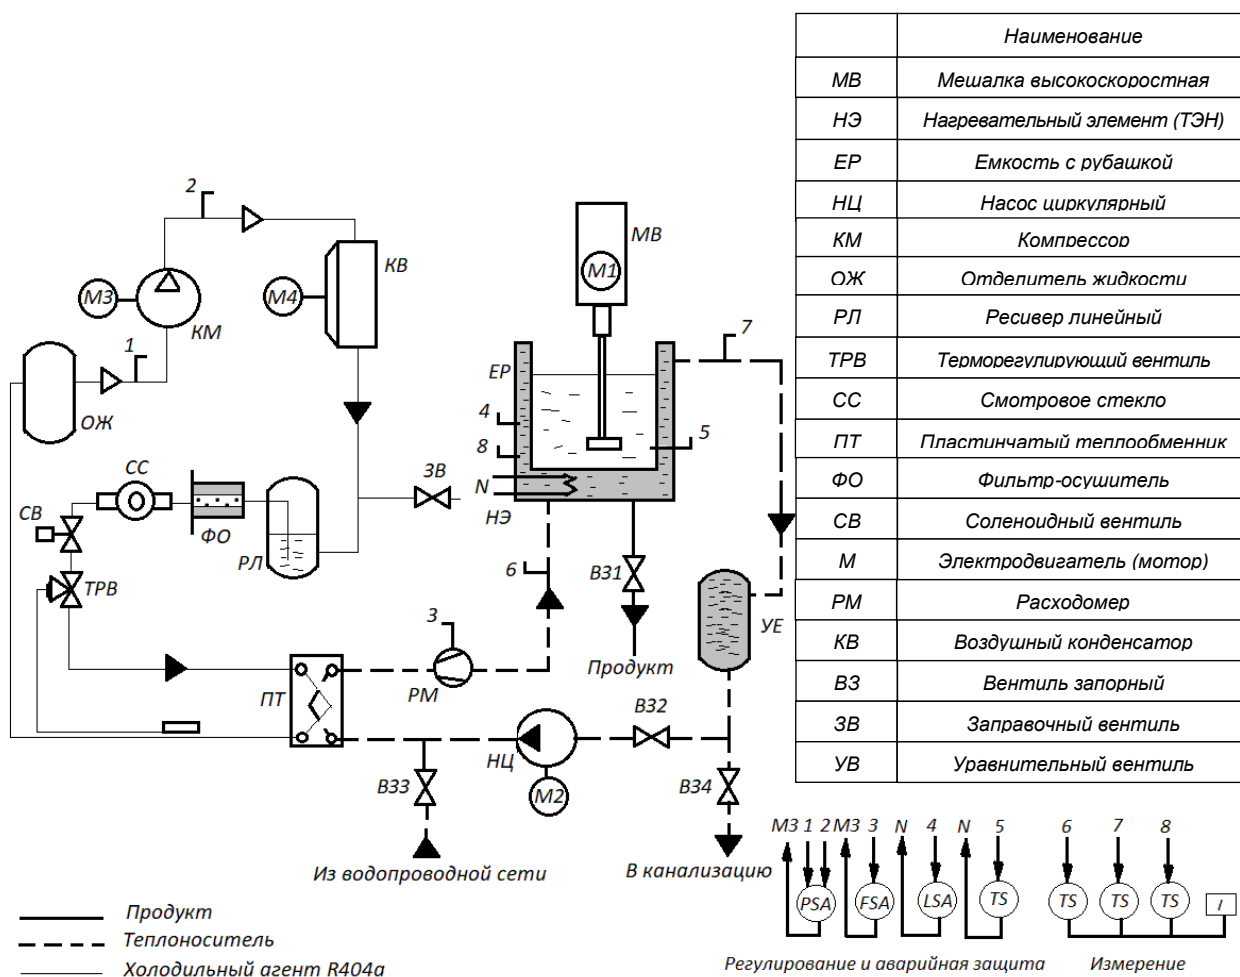 Наименование
МВ Мешалка высокоскоростная
НЭ Нагревательный элемент (ТЭН)
ЕР Емкость с рубашкой
НЦ Насос циркулярный
КМ Компрессор
ОЖ Отделитель жидкости
РЛ Ресивер линейный
ТРВ Терморегулирующий вентиль
СС Смотровое стекло
ПТ Пластинчатый теплообменник
ФО Фильтр-осушитель
СВ Соленоидный вентиль
М Электродвигатель (мотор)
РМ Расходомер
КВ Воздушный конденсатор
ВЗ Вентиль запорный
ЗВ Заправочный вентиль
УВ Уравнительный вентиль
2
МВ
КВ
М1
М3
М4
КМ
1
7
ЕР
ОЖ
4
5
8
СС
ЗВ
N
НЭ
СВ
ФО
РЛ
6
ВЗ1
ТРВ
3
УЕ
Продукт
ПТ
РМ
ВЗ2
НЦ
ВЗ3
М2
ВЗ4
Из водопроводной сети
В канализацию
М3 1 2 М3 3 N 4 N 5 6 7 8
PSA FSA LSA TS TS TS TS I
Продукт
Теплоноситель
Холодильный агент R404a
Регулирование и аварийная защита
Измерение